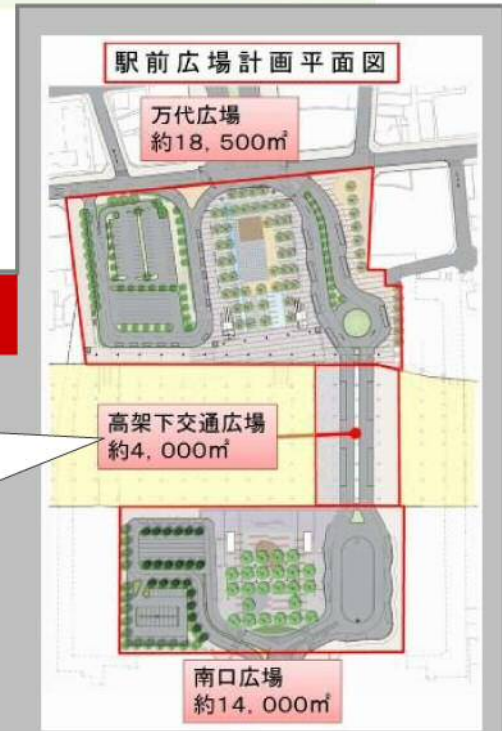 駅前広場計画平面図
万代広場
約18,500㎡
高架下交通広場
約4,000㎡
南口広場
約14,000㎡